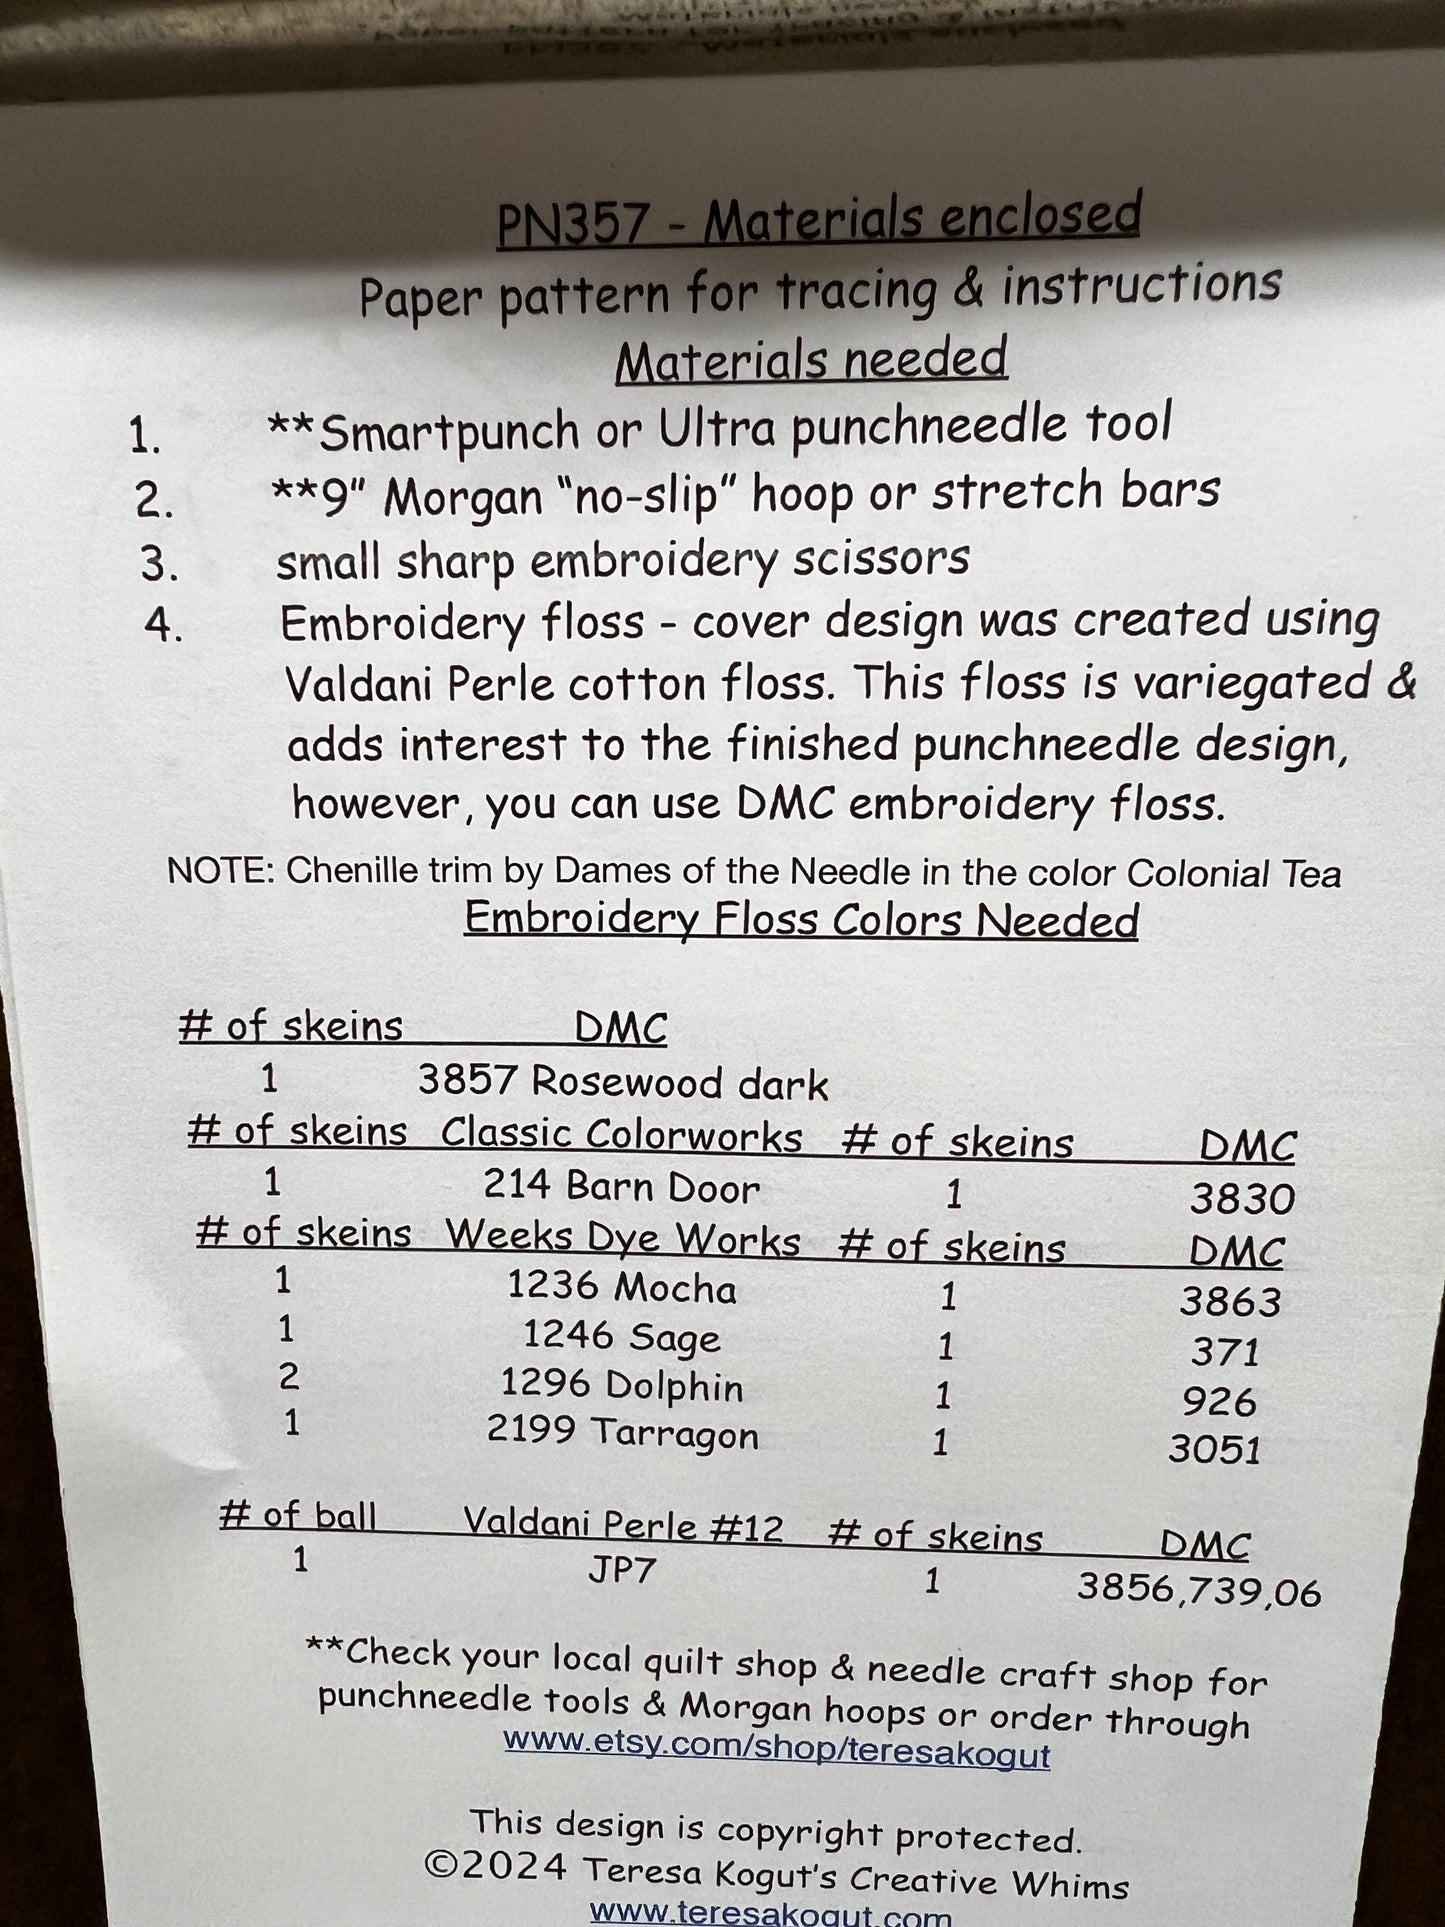 PN357 - Materials enclosed
Paper pattern for tracing & instructions
Materials needed
1. **Smartpunch or Ultra punchneedle tool
2. **9" Morgan "no-slip" hoop or stretch bars
3. small sharp embroidery scissors
4. Embroidery floss - cover design was created using
Valdani Perle cotton floss. This floss is variegated &
adds interest to the finished punchneedle design,
however, you can use DMC embroidery floss.
NOTE: Chenille trim by Dames of the Needle in the color Colonial Tea
Embroidery Floss Colors Needed
# of skeins DMC
1 3857 Rosewood dark
# of skeins Classic Colorworks # of skeins DMC
1 214 Barn Door 1 3830
# of skeins Weeks Dye Works # of skeins DMC
1 1236 Mocha 1 3863
1 1246 Sage 1 371
2 1296 Dolphin 1 926
1 2199 Tarragon 1 3051
# of ball Valdani Perle #12 # of skeins DMC
1 JP7 1 3856,739,06
**Check your local quilt shop & needle craft shop for
punchneedle tools & Morgan hoops or order through
www.etsy.com/shop/teresakogut
This design is copyright protected.
©2024 Teresa Kogut's Creative Whims
www.teresakogut.com